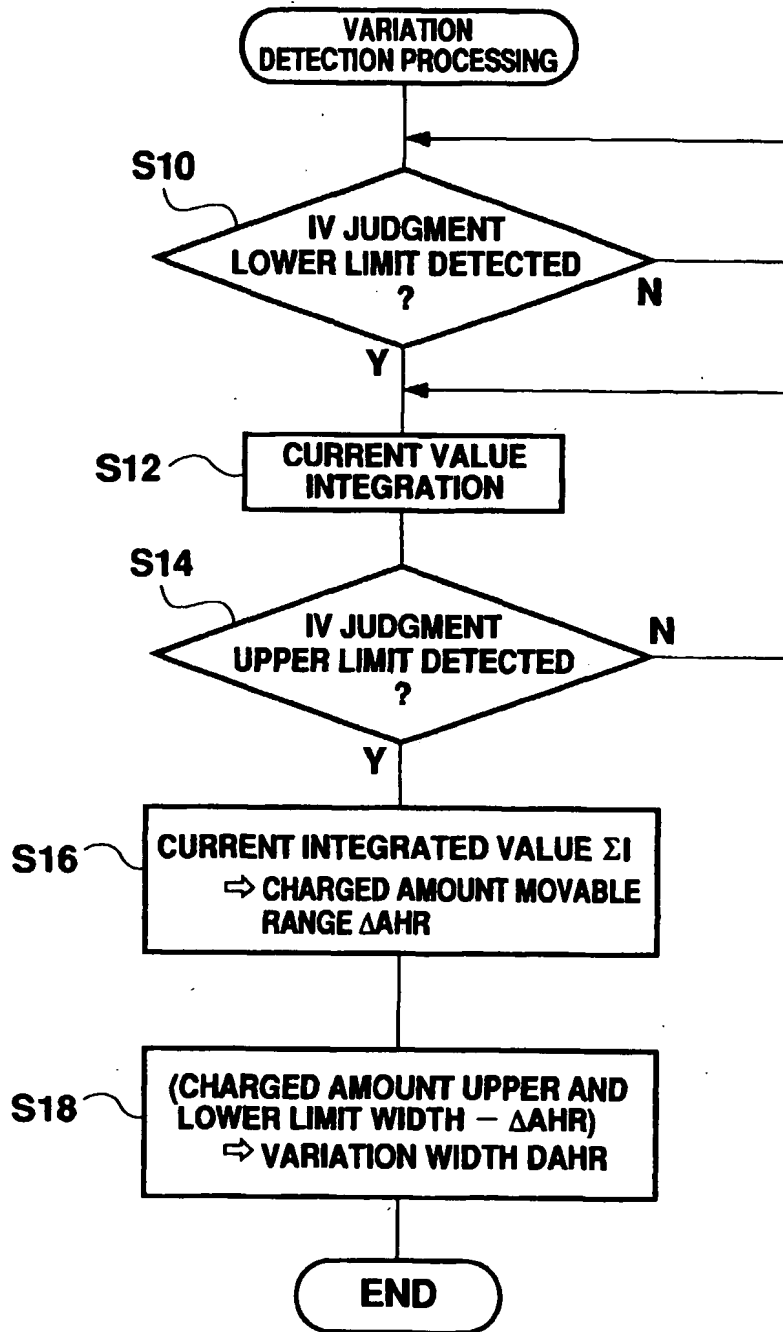 VARIATION
DETECTION PROCESSING
S10
IV JUDGMENT
LOWER LIMIT DETECTED
?
N
Y
S12
CURRENT VALUE
INTEGRATION
S14
IV JUDGMENT
UPPER LIMIT DETECTED
?
N
Y
S16
CURRENT INTEGRATED VALUE ΣI
⇨ CHARGED AMOUNT MOVABLE
RANGE ΔAHR
S18
(CHARGED AMOUNT UPPER AND
LOWER LIMIT WIDTH − ΔAHR)
⇨ VARIATION WIDTH DAHR
END